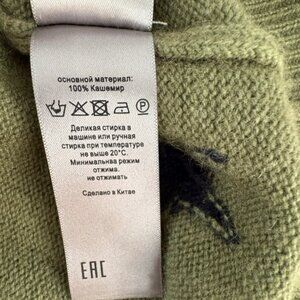 основной материал:
100% Кашемир
Деликая стирка в
машине или ручная
стирка при температуре
не выше 20°C.
Минимальная режим
отжима.
не отжимать
Сделано в Китае
EAC